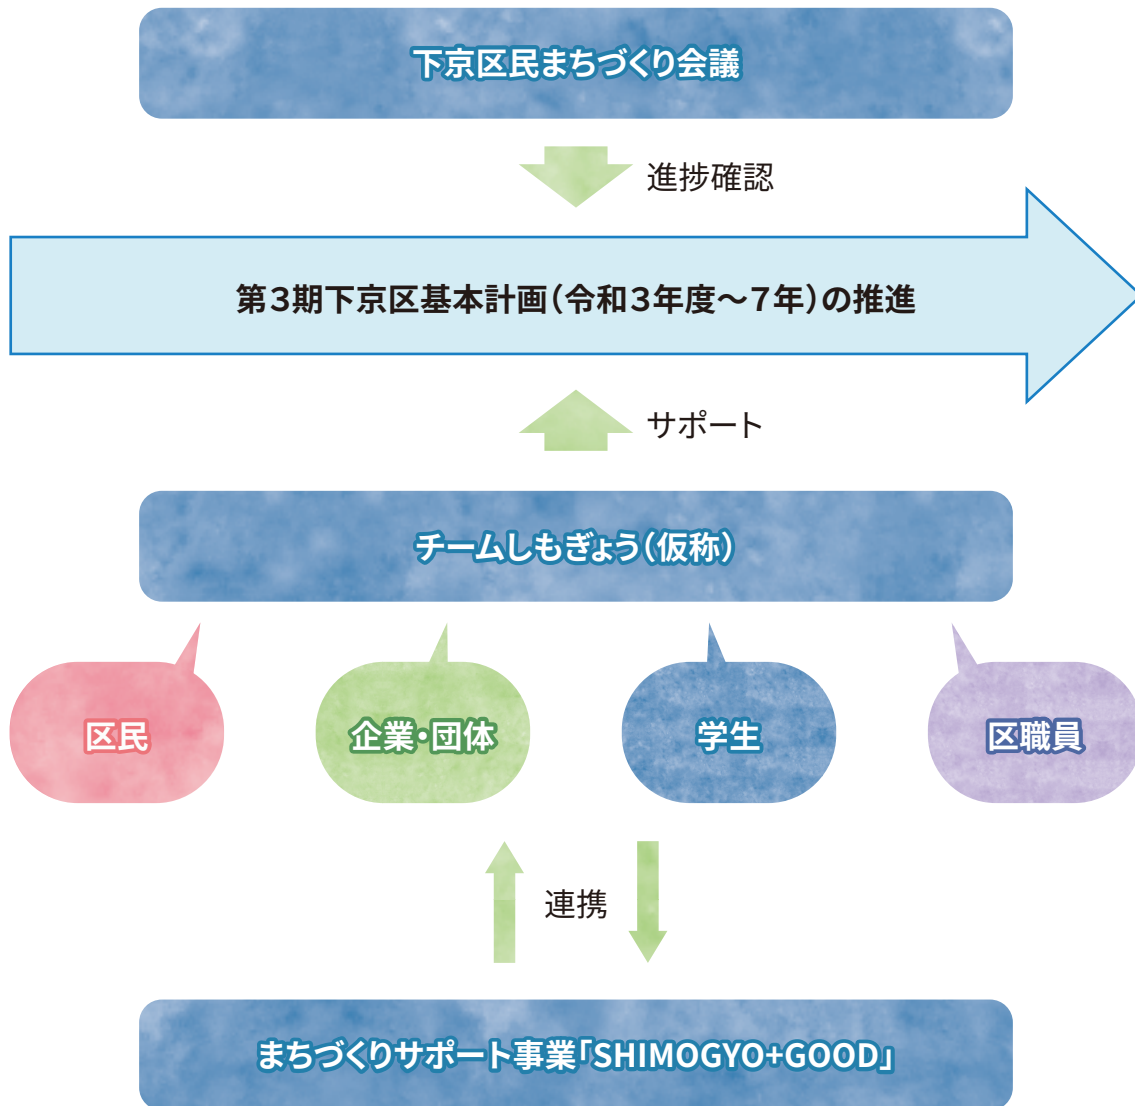 下京区民まちづくり会議
進捗確認
第３期下京区基本計画（令和３年度～７年）の推進
サポート
チームしもぎょう（仮称）
区民
企業・団体
学生
区職員
連携
まちづくりサポート事業「SHIMOGYO+GOOD」